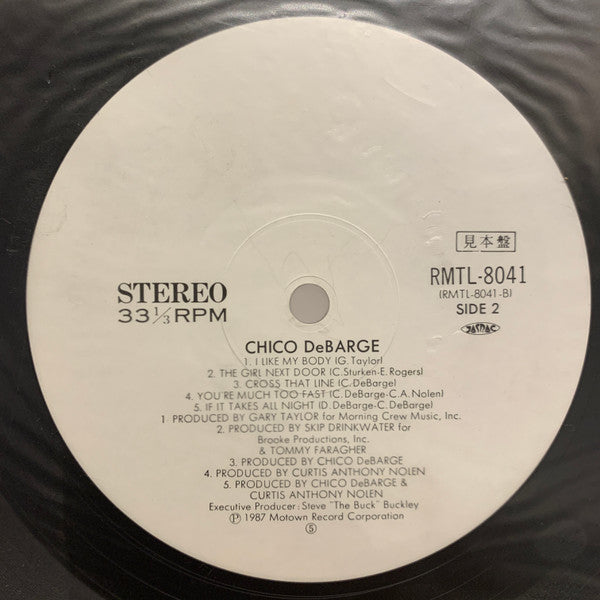 見本盤
RMTL-8041
(RMTL-8041-B)
SIDE 2
JASRAC
STEREO
33 1/3 RPM
CHICO DeBARGE
1. I LIKE MY BODY (G. Taylor)
2. THE GIRL NEXT DOOR (C. Sturken-E. Rogers)
3. CROSS THAT LINE (C. DeBarge)
4. YOU'RE MUCH TOO FAST (C. DeBarge-C.A. Nolen)
5. IF IT TAKES ALL NIGHT (D. DeBarge-C. DeBarge)
1 PRODUCED BY GARY TAYLOR for Morning Crew Music, Inc.
2. PRODUCED BY SKIP DRINKWATER for
Brooke Productions, Inc.
& TOMMY FARAGHER
3. PRODUCED BY CHICO DeBARGE
4. PRODUCED BY CURTIS ANTHONY NOLEN
5. PRODUCED BY CHICO DeBARGE &
CURTIS ANTHONY NOLEN
Executive Producer : Steve "The Buck" Buckley
Ⓟ 1987 Motown Record Corporation
⑤